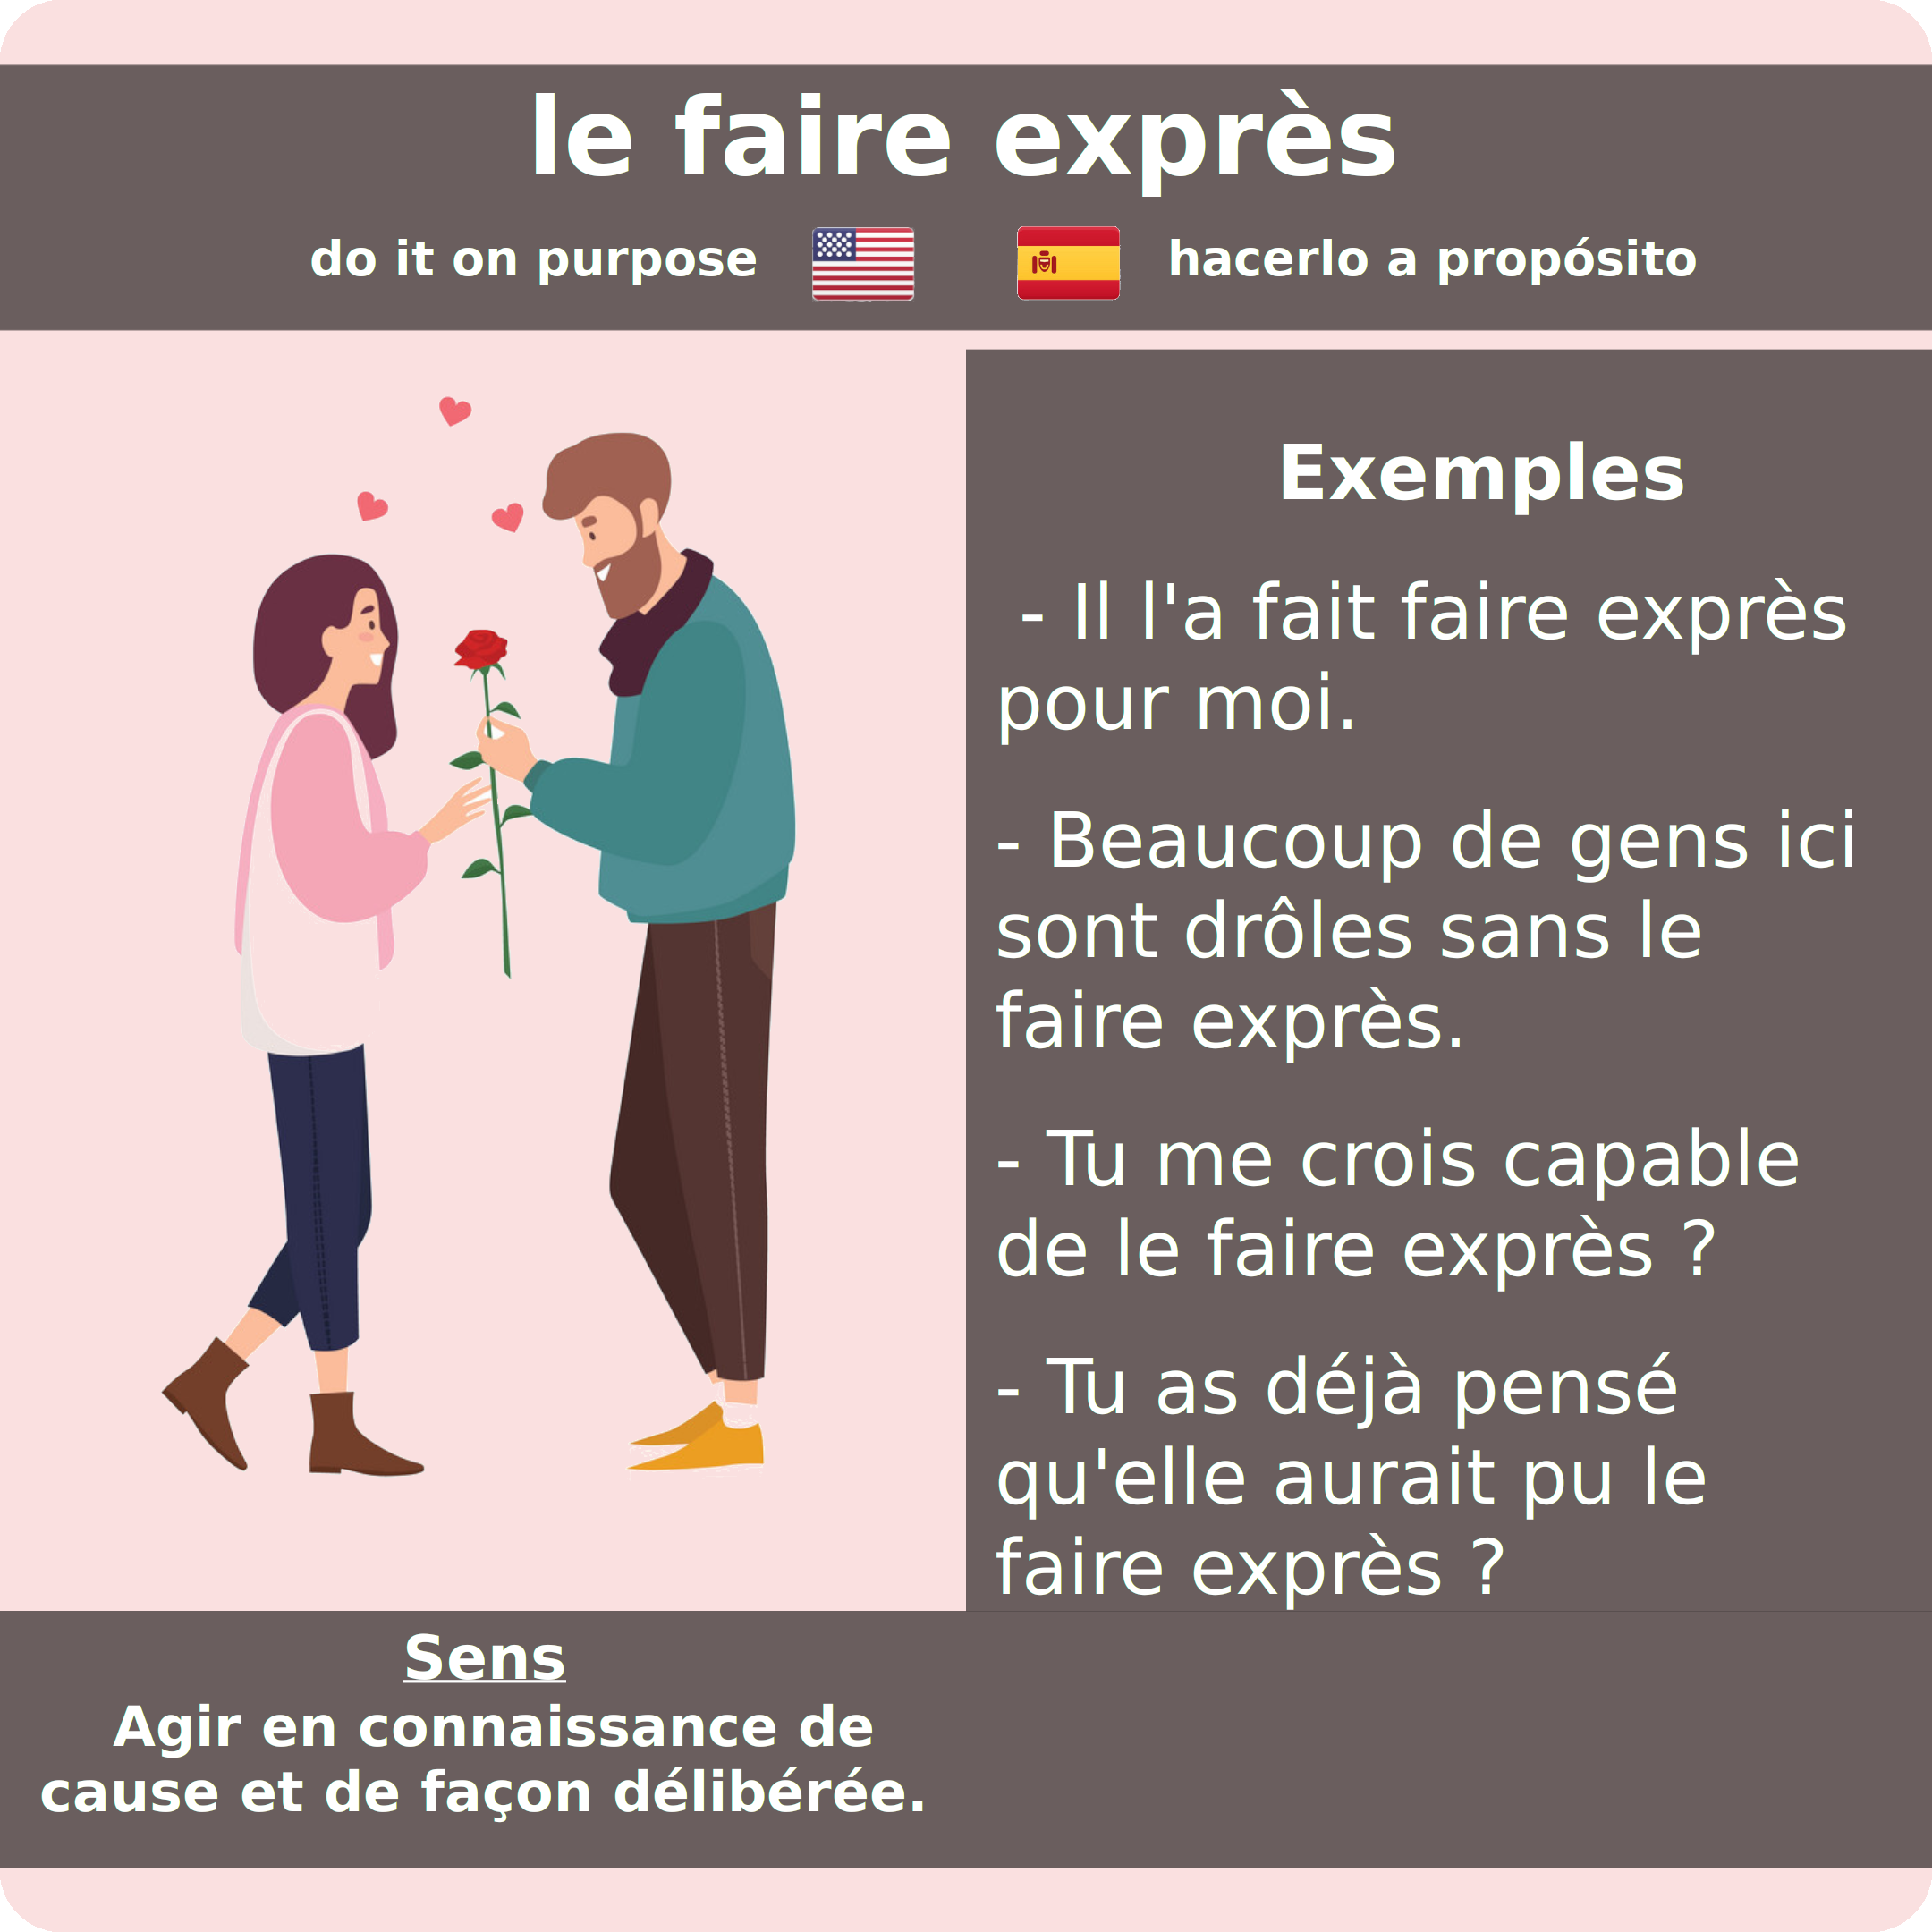 le faire exprès
do it on purpose
hacerlo a propósito
Exemples
- Il l'a fait faire exprès
pour moi.
- Beaucoup de gens ici
sont drôles sans le
faire exprès.
- Tu me crois capable
de le faire exprès ?
- Tu as déjà pensé
qu'elle aurait pu le
faire exprès ?
Sens
Agir en connaissance de
cause et de façon délibérée.